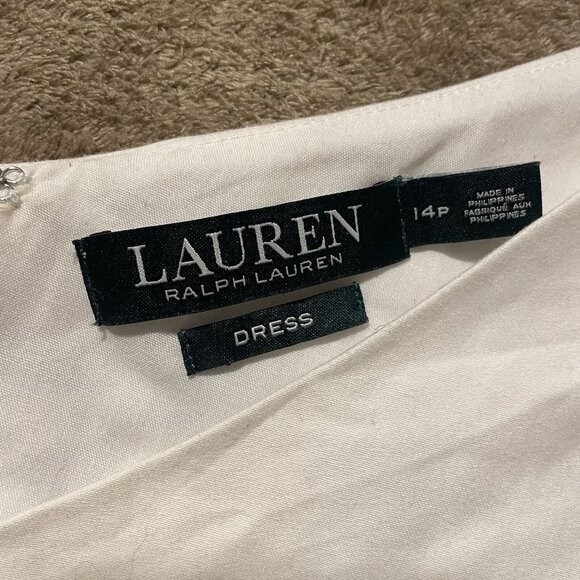 LAUREN
RALPH LAUREN
DRESS
14P
MADE IN
PHILIPPINES
FABRIQUÉ AUX
PHILIPPINES